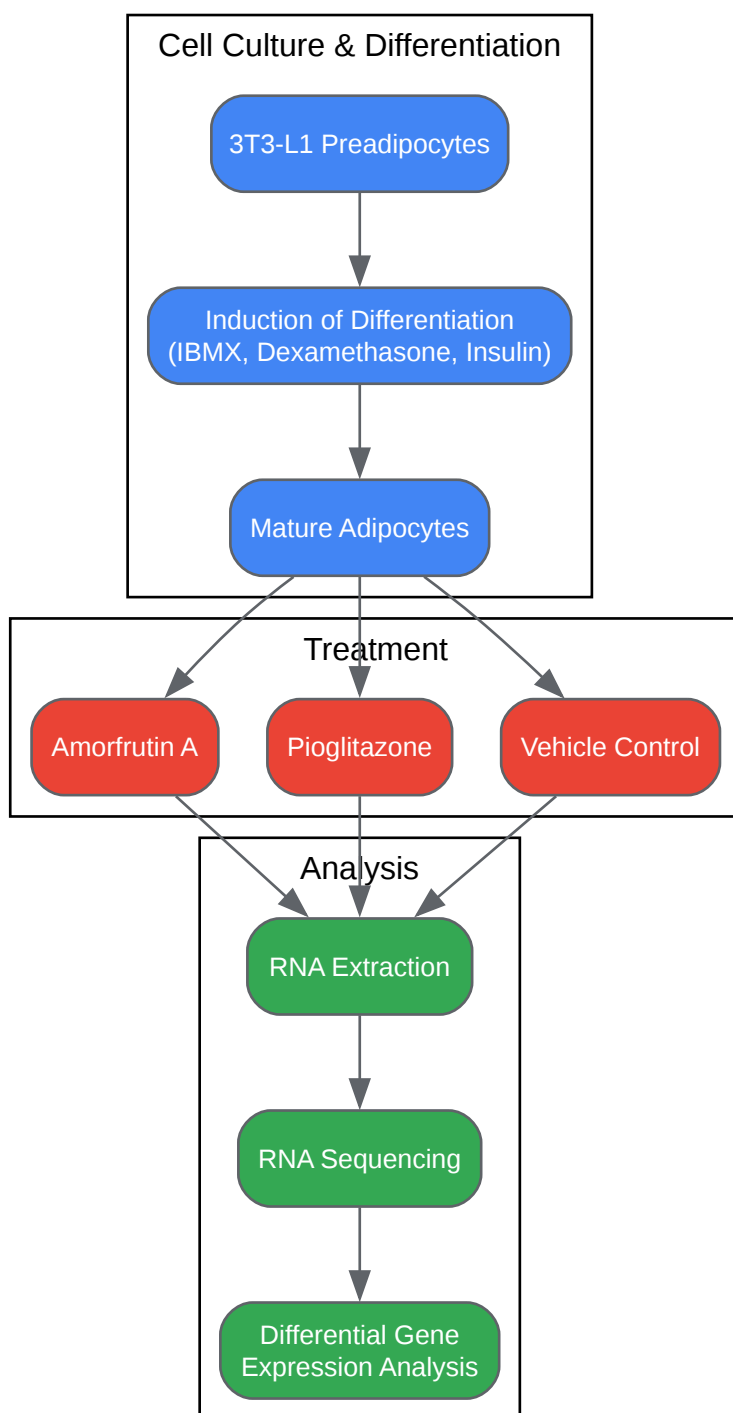 Cell Culture & Differentiation
3T3-L1 Preadipocytes
Induction of Differentiation
(IBMX, Dexamethasone, Insulin)
Mature Adipocytes
Treatment
Amorfrutin A
Pioglitazone
Vehicle Control
Analysis
RNA Extraction
RNA Sequencing
Differential Gene
Expression Analysis